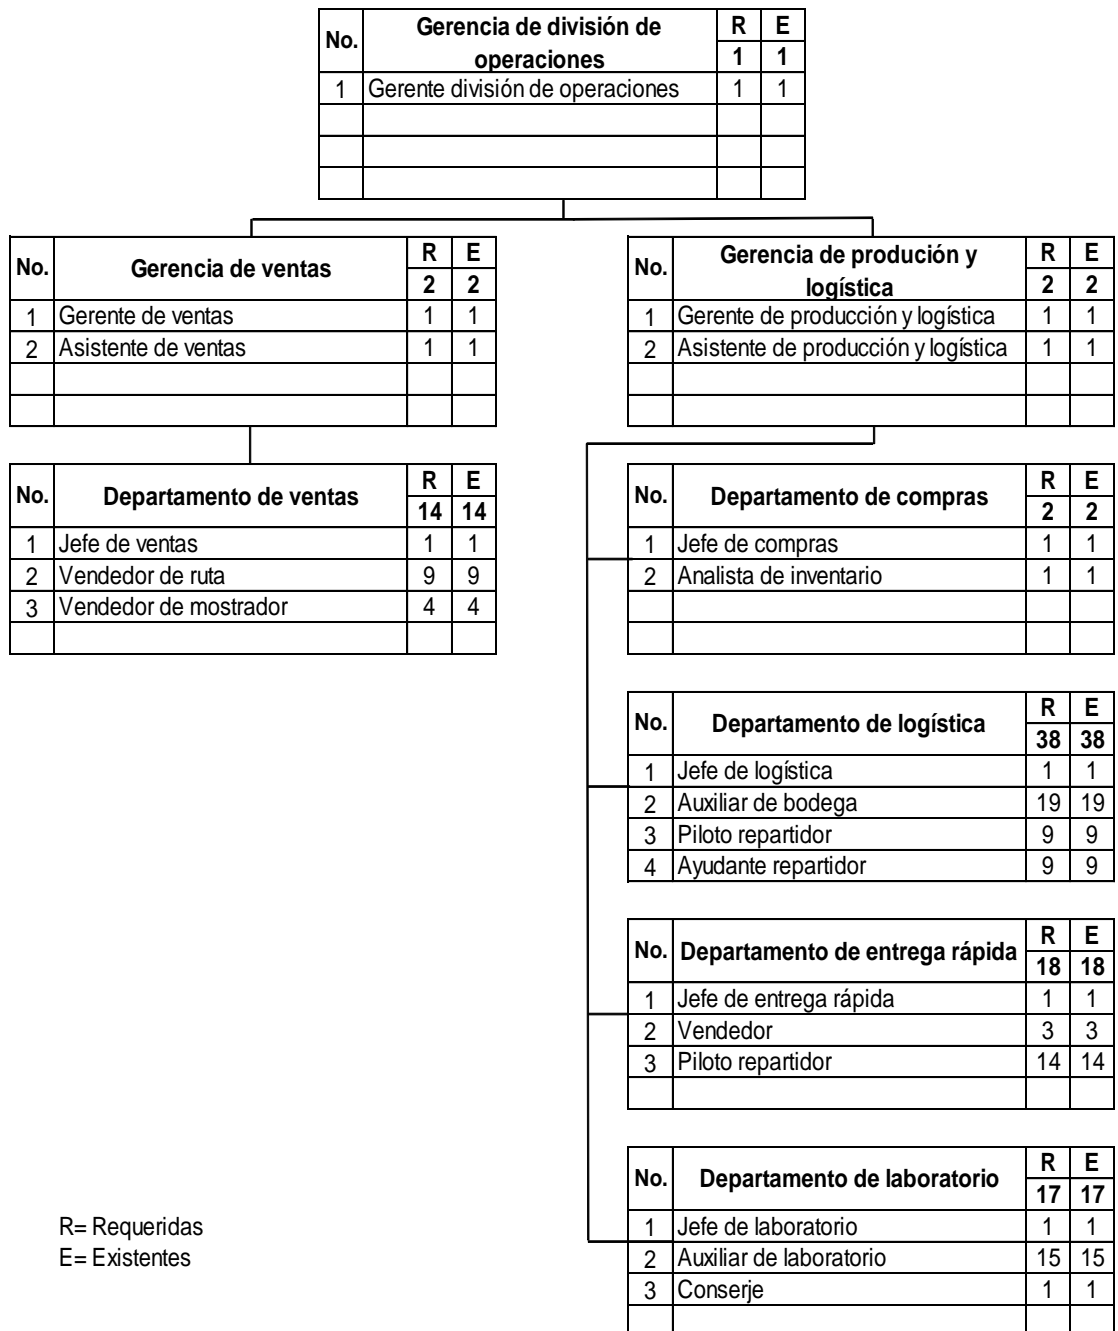 No. Gerencia de división de operaciones R E
1 1
1 Gerente división de operaciones 1 1
No. Gerencia de ventas R E
2 2
1 Gerente de ventas 1 1
2 Asistente de ventas 1 1
No. Gerencia de produción y logística R E
2 2
1 Gerente de producción y logística 1 1
2 Asistente de producción y logística 1 1
No. Departamento de ventas R E
14 14
1 Jefe de ventas 1 1
2 Vendedor de ruta 9 9
3 Vendedor de mostrador 4 4
No. Departamento de compras R E
2 2
1 Jefe de compras 1 1
2 Analista de inventario 1 1
No. Departamento de logística R E
38 38
1 Jefe de logística 1 1
2 Auxiliar de bodega 19 19
3 Piloto repartidor 9 9
4 Ayudante repartidor 9 9
No. Departamento de entrega rápida R E
18 18
1 Jefe de entrega rápida 1 1
2 Vendedor 3 3
3 Piloto repartidor 14 14
No. Departamento de laboratorio R E
17 17
1 Jefe de laboratorio 1 1
2 Auxiliar de laboratorio 15 15
3 Conserje 1 1
R= Requeridas
E= Existentes